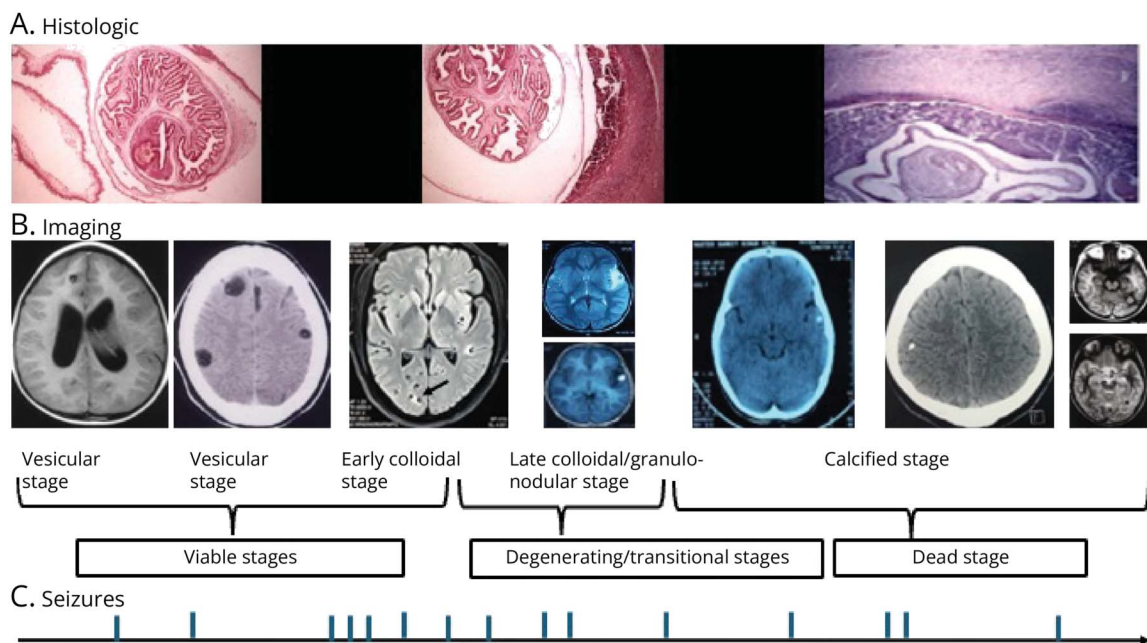 A. Histologic
B. Imaging
Vesicular
stage
Vesicular
stage
Early colloidal
stage
Late colloidal/granulo-
nodular stage
Calcified stage
Viable stages
Degenerating/transitional stages
Dead stage
C. Seizures